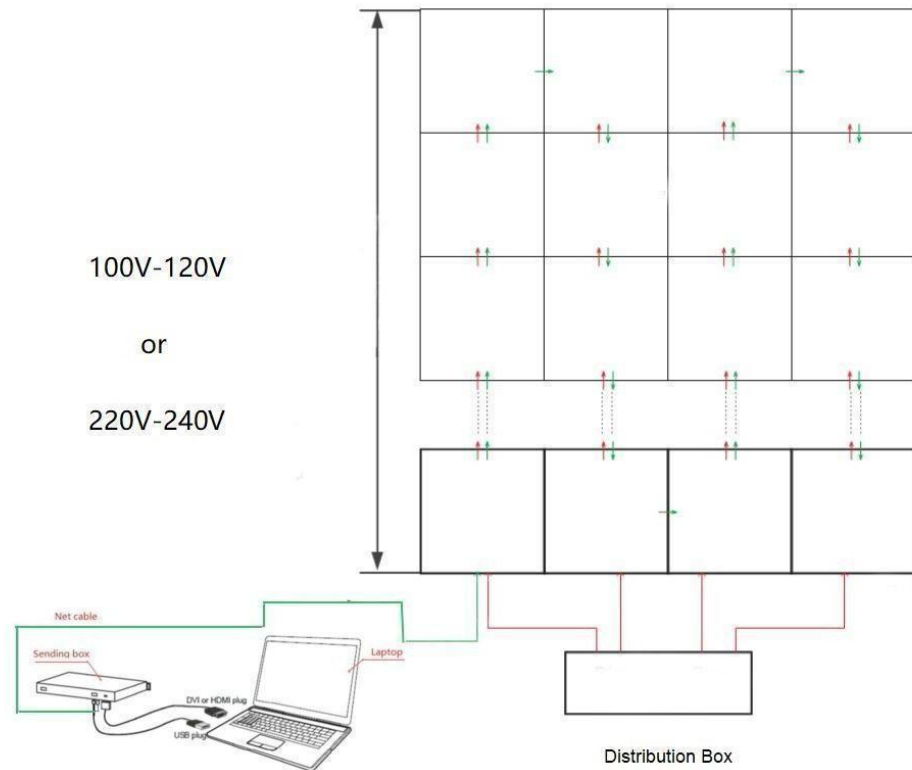 100V-120V
or
220V-240V
Net cable
Sending box
Laptop
DVI or HDMI plug
USB plug
Distribution Box